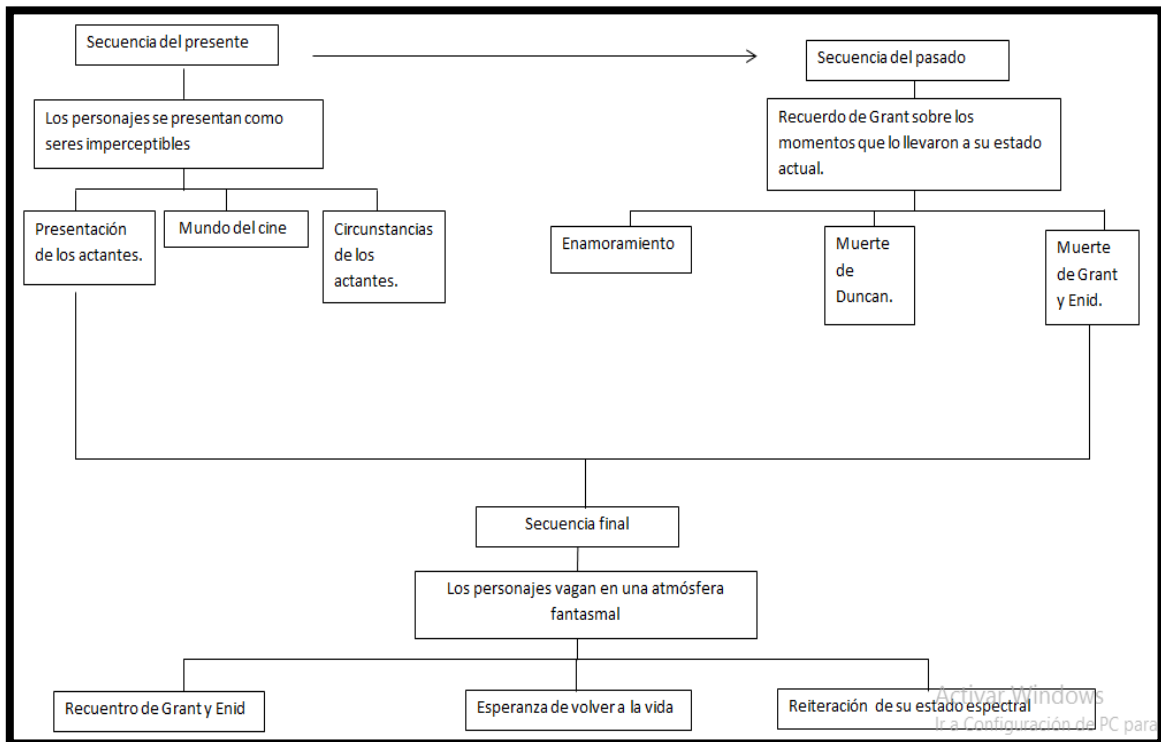 Secuencia del presente
Secuencia del pasado
Los personajes se presentan como
seres imperceptibles
Recuerdo de Grant sobre los
momentos que lo llevaron a su estado
actual.
Presentación
de los actantes.
Mundo del cine
Circunstancias
de los
actantes.
Enamoramiento
Muerte
de
Duncan.
Muerte
de Grant
y Enid.
Secuencia final
Los personajes vagan en una atmósfera
fantasmal
Recuentro de Grant y Enid
Esperanza de volver a la vida
Reiteración de su estado espectral
Activar Windows
Ir a Configuración de PC para